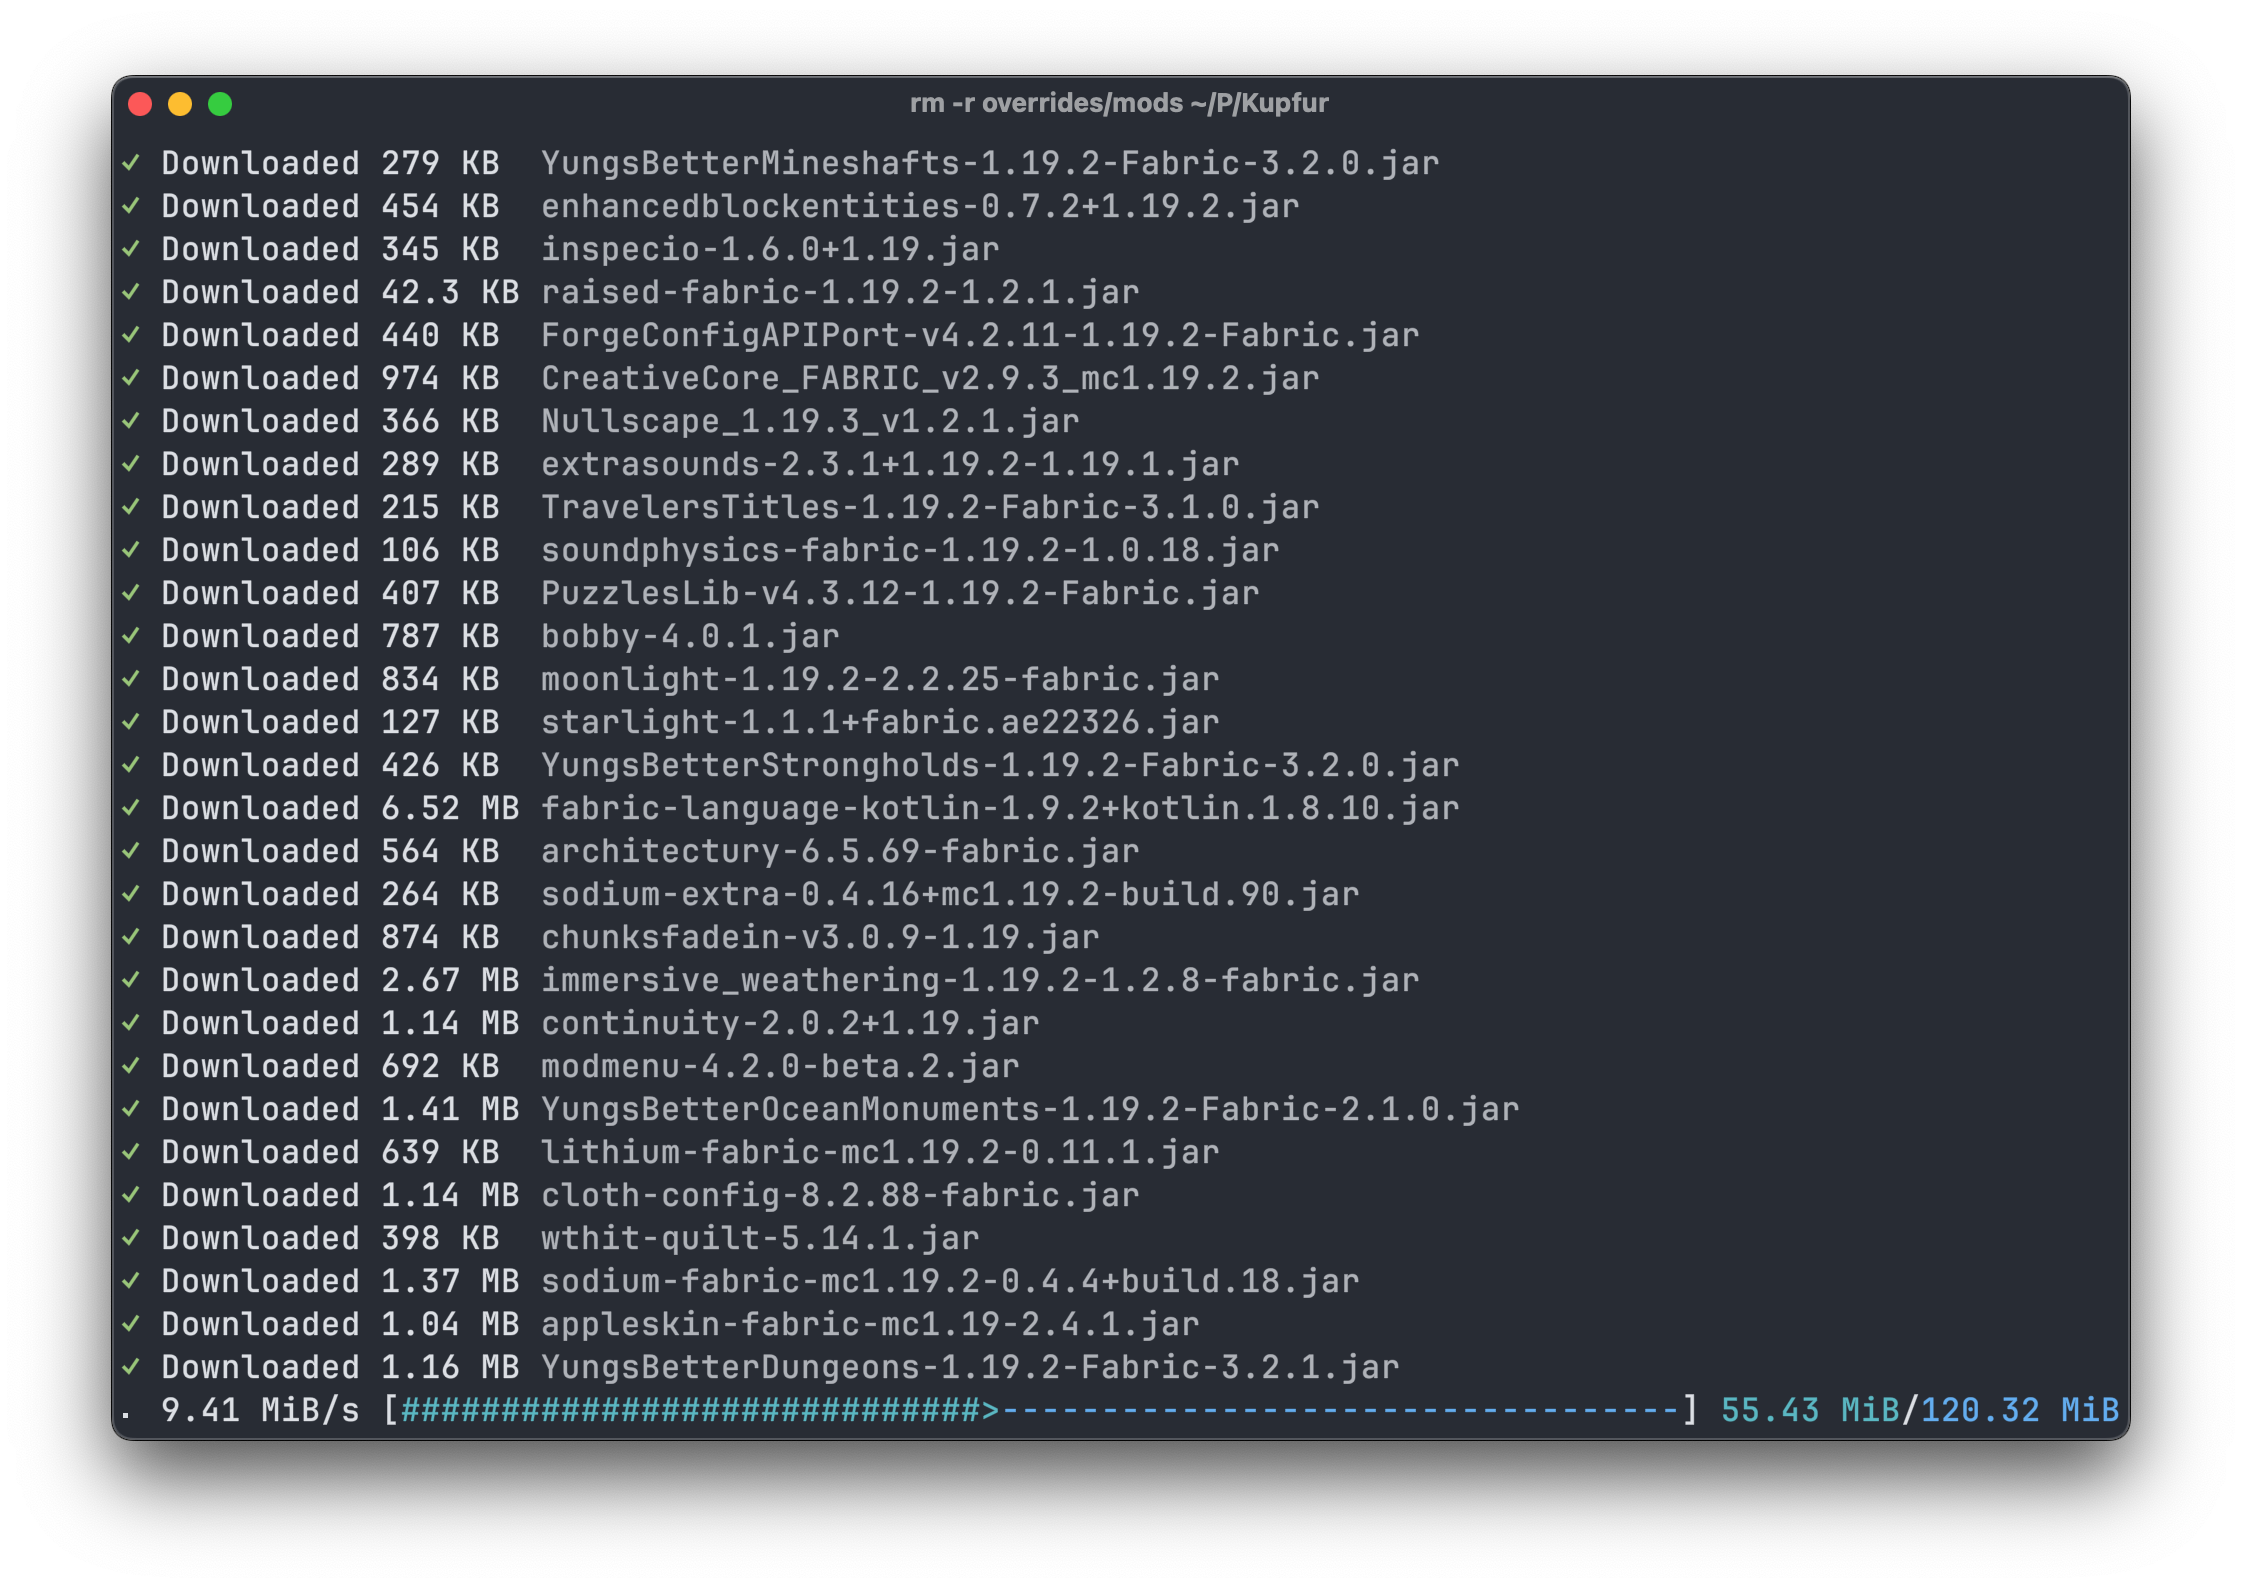 rm -r overrides/mods ~/P/Kupfur
✓ Downloaded 279 KB  YungsBetterMineshafts-1.19.2-Fabric-3.2.0.jar
✓ Downloaded 454 KB  enhancedblockentities-0.7.2+1.19.2.jar
✓ Downloaded 345 KB  inspecio-1.6.0+1.19.jar
✓ Downloaded 42.3 KB raised-fabric-1.19.2-1.2.1.jar
✓ Downloaded 440 KB  ForgeConfigAPIPort-v4.2.11-1.19.2-Fabric.jar
✓ Downloaded 974 KB  CreativeCore_FABRIC_v2.9.3_mc1.19.2.jar
✓ Downloaded 366 KB  Nullscape_1.19.3_v1.2.1.jar
✓ Downloaded 289 KB  extrasounds-2.3.1+1.19.2-1.19.1.jar
✓ Downloaded 215 KB  TravelersTitles-1.19.2-Fabric-3.1.0.jar
✓ Downloaded 106 KB  soundphysics-fabric-1.19.2-1.0.18.jar
✓ Downloaded 407 KB  PuzzlesLib-v4.3.12-1.19.2-Fabric.jar
✓ Downloaded 787 KB  bobby-4.0.1.jar
✓ Downloaded 834 KB  moonlight-1.19.2-2.2.25-fabric.jar
✓ Downloaded 127 KB  starlight-1.1.1+fabric.ae22326.jar
✓ Downloaded 426 KB  YungsBetterStrongholds-1.19.2-Fabric-3.2.0.jar
✓ Downloaded 6.52 MB fabric-language-kotlin-1.9.2+kotlin.1.8.10.jar
✓ Downloaded 564 KB  architectury-6.5.69-fabric.jar
✓ Downloaded 264 KB  sodium-extra-0.4.16+mc1.19.2-build.90.jar
✓ Downloaded 874 KB  chunksfadein-v3.0.9-1.19.jar
✓ Downloaded 2.67 MB immersive_weathering-1.19.2-1.2.8-fabric.jar
✓ Downloaded 1.14 MB continuity-2.0.2+1.19.jar
✓ Downloaded 692 KB  modmenu-4.2.0-beta.2.jar
✓ Downloaded 1.41 MB YungsBetterOceanMonuments-1.19.2-Fabric-2.1.0.jar
✓ Downloaded 639 KB  lithium-fabric-mc1.19.2-0.11.1.jar
✓ Downloaded 1.14 MB cloth-config-8.2.88-fabric.jar
✓ Downloaded 398 KB  wthit-quilt-5.14.1.jar
✓ Downloaded 1.37 MB sodium-fabric-mc1.19.2-0.4.4+build.18.jar
✓ Downloaded 1.04 MB appleskin-fabric-mc1.19-2.4.1.jar
✓ Downloaded 1.16 MB YungsBetterDungeons-1.19.2-Fabric-3.2.1.jar
. 9.41 MiB/s [#############################>----------------------------------] 55.43 MiB/120.32 MiB